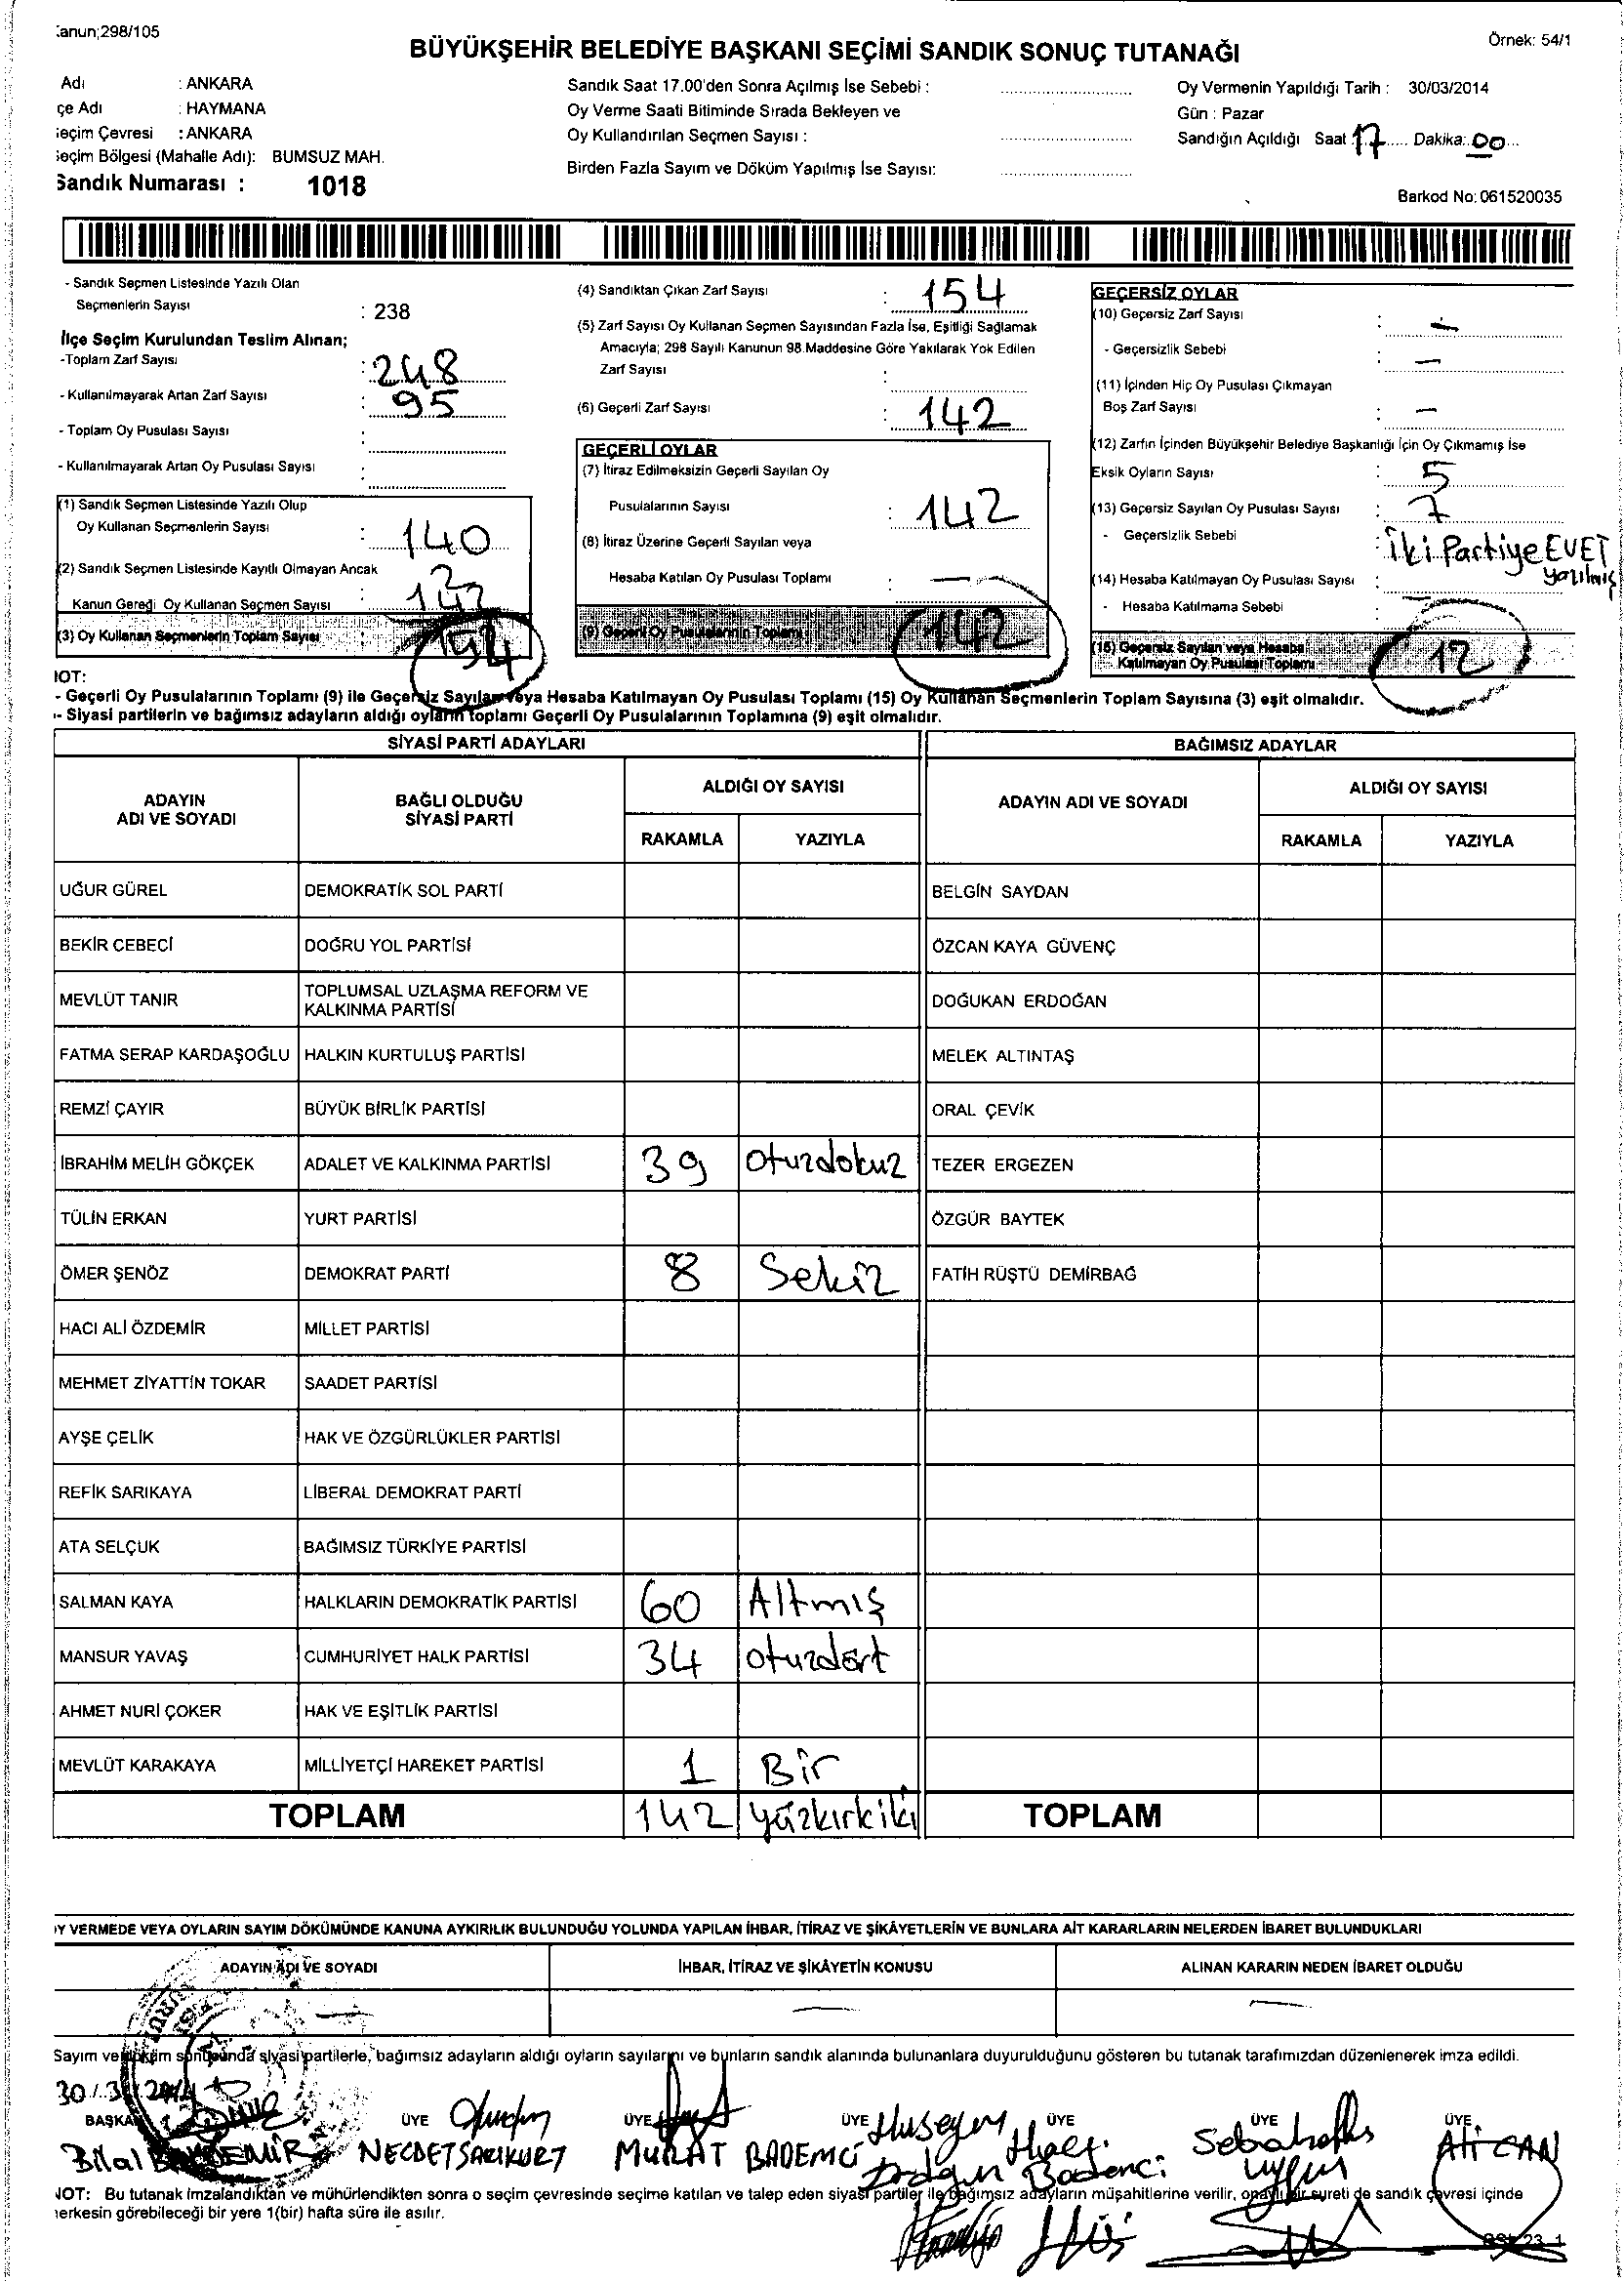 Kanun;298/105
Örnek: 54/1
BÜYÜKŞEHİR BELEDİYE BAŞKANI SEÇİMİ SANDIK SONUÇ TUTANAĞI
Adı : ANKARA
çe Adı : HAYMANA
eçim Çevresi : ANKARA
eçim Bölgesi (Mahalle Adı): BUMSUZ MAH.
Sandık Numarası : 1018
Sandık Saat 17.00'den Sonra Açılmış İse Sebebi :
Oy Verme Saati Bitiminde Sırada Bekleyen ve
Oy Kullandırılan Seçmen Sayısı :
Birden Fazla Sayım ve Döküm Yapılmış İse Sayısı:
Oy Vermenin Yapıldığı Tarih : 30/03/2014
Gün : Pazar
Sandığın Açıldığı Saat 17 Dakika: 00
Barkod No: 061520035
- Sandık Seçmen Listesinde Yazılı Olan
Seçmenlerin Sayısı : 238
İlçe Seçim Kurulundan Teslim Alınan;
-Toplam Zarf Sayısı : 248
- Kullanılmayarak Artan Zarf Sayısı : 95
- Toplam Oy Pusulası Sayısı :
- Kullanılmayarak Artan Oy Pusulası Sayısı :
(1) Sandık Seçmen Listesinde Yazılı Olup
Oy Kullanan Seçmenlerin Sayısı : 140
(2) Sandık Seçmen Listesinde Kayıtlı Olmayan Ancak
Kanun Gereği Oy Kullanan Seçmen Sayısı
(3) Oy Kullanan Seçmenlerin Toplam Sayısı : 154
(4) Sandıktan Çıkan Zarf Sayısı : 154
(5) Zarf Sayısı Oy Kullanan Seçmen Sayısından Fazla İse, Eşitliği Sağlamak
Amacıyla; 298 Sayılı Kanunun 98.Maddesine Göre Yakılarak Yok Edilen
Zarf Sayısı :
(6) Geçerli Zarf Sayısı : 142
GEÇERLİ OYLAR
(7) İtiraz Edilmeksizin Geçerli Sayılan Oy
Pusulalarının Sayısı : 142
(8) İtiraz Üzerine Geçerli Sayılan veya
Hesaba Katılan Oy Pusulası Toplamı : —
(9) Geçerli Oy Pusulalarının Toplamı 142
GEÇERSİZ OYLAR
(10) Geçersiz Zarf Sayısı : —
- Geçersizlik Sebebi : —
(11) İçinden Hiç Oy Pusulası Çıkmayan
Boş Zarf Sayısı : —
(12) Zarfın İçinden Büyükşehir Belediye Başkanlığı İçin Oy Çıkmamış İse
Eksik Oyların Sayısı : 5
(13) Geçersiz Sayılan Oy Pusulası Sayısı : 7
- Geçersizlik Sebebi : İki Partiye EVET
yazılmış
(14) Hesaba Katılmayan Oy Pusulası Sayısı :
- Hesaba Katılmama Sebebi :
(15) Geçersiz Sayılan veya Hesaba
Katılmayan Oy Pusulası Toplamı 12
NOT:
- Geçerli Oy Pusulalarının Toplamı (9) ile Geçersiz Sayılan veya Hesaba Katılmayan Oy Pusulası Toplamı (15) Oy Kullanan Seçmenlerin Toplam Sayısına (3) eşit olmalıdır.
- Siyasi partilerin ve bağımsız adayların aldığı oyların toplamı Geçerli Oy Pusulalarının Toplamına (9) eşit olmalıdır.
SİYASİ PARTİ ADAYLARI BAĞIMSIZ ADAYLAR
ADAYIN ADI VE SOYADI BAĞLI OLDUĞU SİYASİ PARTİ ALDIĞI OY SAYISI ADAYIN ADI VE SOYADI ALDIĞI OY SAYISI
RAKAMLA YAZIYLA RAKAMLA YAZIYLA
UĞUR GÜREL DEMOKRATİK SOL PARTİ BELGİN SAYDAN
BEKİR CEBECİ DOĞRU YOL PARTİSİ ÖZCAN KAYA GÜVENÇ
MEVLÜT TANIR TOPLUMSAL UZLAŞMA REFORM VE KALKINMA PARTİSİ DOĞUKAN ERDOĞAN
FATMA SERAP KARDAŞOĞLU HALKIN KURTULUŞ PARTİSİ MELEK ALTINTAŞ
REMZİ ÇAYIR BÜYÜK BİRLİK PARTİSİ ORAL ÇEVİK
İBRAHİM MELİH GÖKÇEK ADALET VE KALKINMA PARTİSİ 39 otuzdokuz TEZER ERGEZEN
TÜLİN ERKAN YURT PARTİSİ ÖZGÜR BAYTEK
ÖMER ŞENÖZ DEMOKRAT PARTİ 8 Sekiz FATİH RÜŞTÜ DEMİRBAĞ
HACI ALİ ÖZDEMİR MİLLET PARTİSİ
MEHMET ZİYATTİN TOKAR SAADET PARTİSİ
AYŞE ÇELİK HAK VE ÖZGÜRLÜKLER PARTİSİ
REFİK SARIKAYA LİBERAL DEMOKRAT PARTİ
ATA SELÇUK BAĞIMSIZ TÜRKİYE PARTİSİ
SALMAN KAYA HALKLARIN DEMOKRATİK PARTİSİ 60 Altmış
MANSUR YAVAŞ CUMHURİYET HALK PARTİSİ 34 otuzdört
AHMET NURİ ÇOKER HAK VE EŞİTLİK PARTİSİ
MEVLÜT KARAKAYA MİLLİYETÇİ HAREKET PARTİSİ 1 Bir
TOPLAM 142 yüzkırkiki TOPLAM
OY VERMEDE VEYA OYLARIN SAYIM DÖKÜMÜNDE KANUNA AYKIRILIK BULUNDUĞU YOLUNDA YAPILAN İHBAR, İTİRAZ VE ŞİKÂYETLERİN VE BUNLARA AİT KARARLARIN NELERDEN İBARET BULUNDUKLARI
ADAYIN ADI VE SOYADI İHBAR, İTİRAZ VE ŞİKÂYETİN KONUSU ALINAN KARARIN NEDEN İBARET OLDUĞU
— — —
Sayım ve döküm sonucunda siyasi partilerle, bağımsız adayların aldığı oyların sayılarını ve bunların sandık alanında bulunanlara duyurulduğunu gösteren bu tutanak tarafımızdan düzenlenerek imza edildi.
30/3/2014
BAŞKAN ÜYE ÜYE ÜYE ÜYE ÜYE ÜYE
Bilal NECDET SARIKURT MURAT BADEMCİ Huseyin Halil Bademci Sebahattin uygun Ali CAN
NOT: Bu tutanak imzalandıktan ve mühürlendikten sonra o seçim çevresinde seçime katılan ve talep eden siyasi partiler ile bağımsız adayların müşahitlerine verilir, onaylı bir sureti de sandık çevresi içinde
herkesin görebileceği bir yere 1(bir) hafta süre ile asılır.